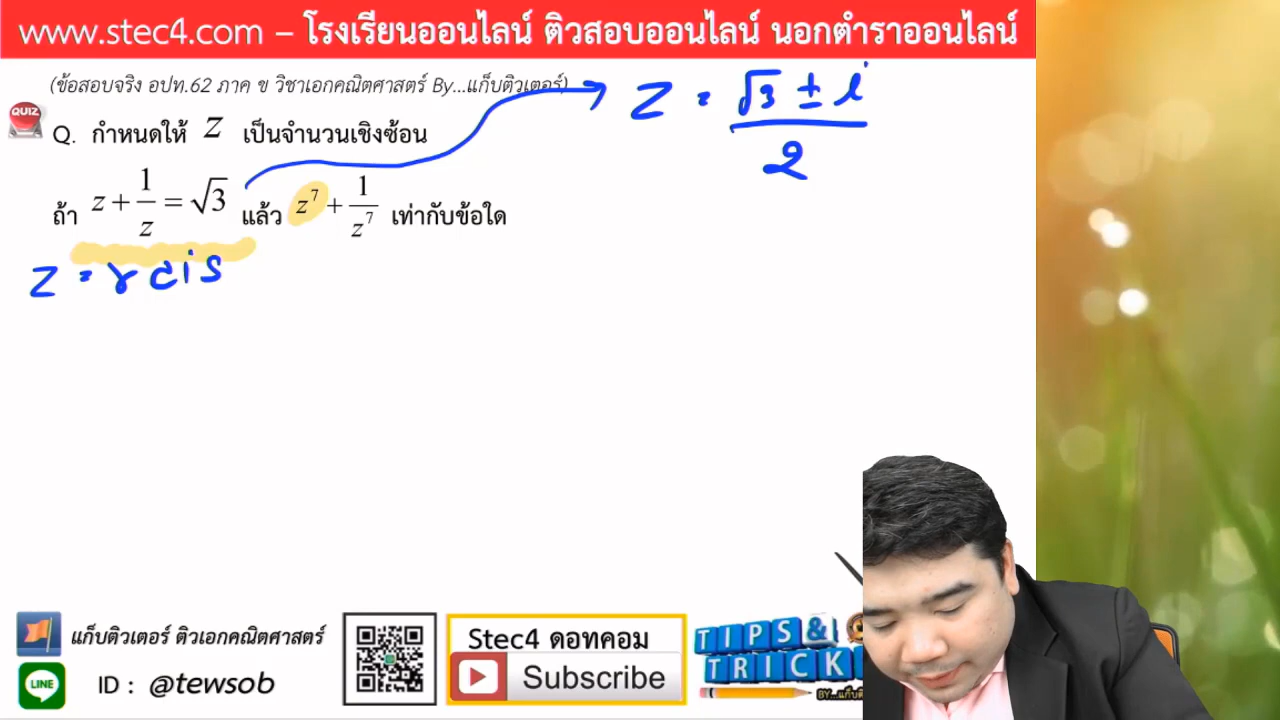 www.stec4.com – โรงเรียนออนไลน์ ติวสอบออนไลน์ นอกตำราออนไลน์
(ข้อสอบจริง อปท.62 ภาค ข วิชาเอกคณิตศาสตร์ By...แก็บติวเตอร์)
z = √3 ± i / 2
QUIZ
Q. กำหนดให้ z เป็นจำนวนเชิงซ้อน
ถ้า z + 1/z = √3 แล้ว z⁷ + 1/z⁷ เท่ากับข้อใด
z = r cis
แก็บติวเตอร์ ติวเอกคณิตศาสตร์
LINE
ID : @tewsob
Stec4 ดอทคอม
Subscribe
TIPS &
TRICK